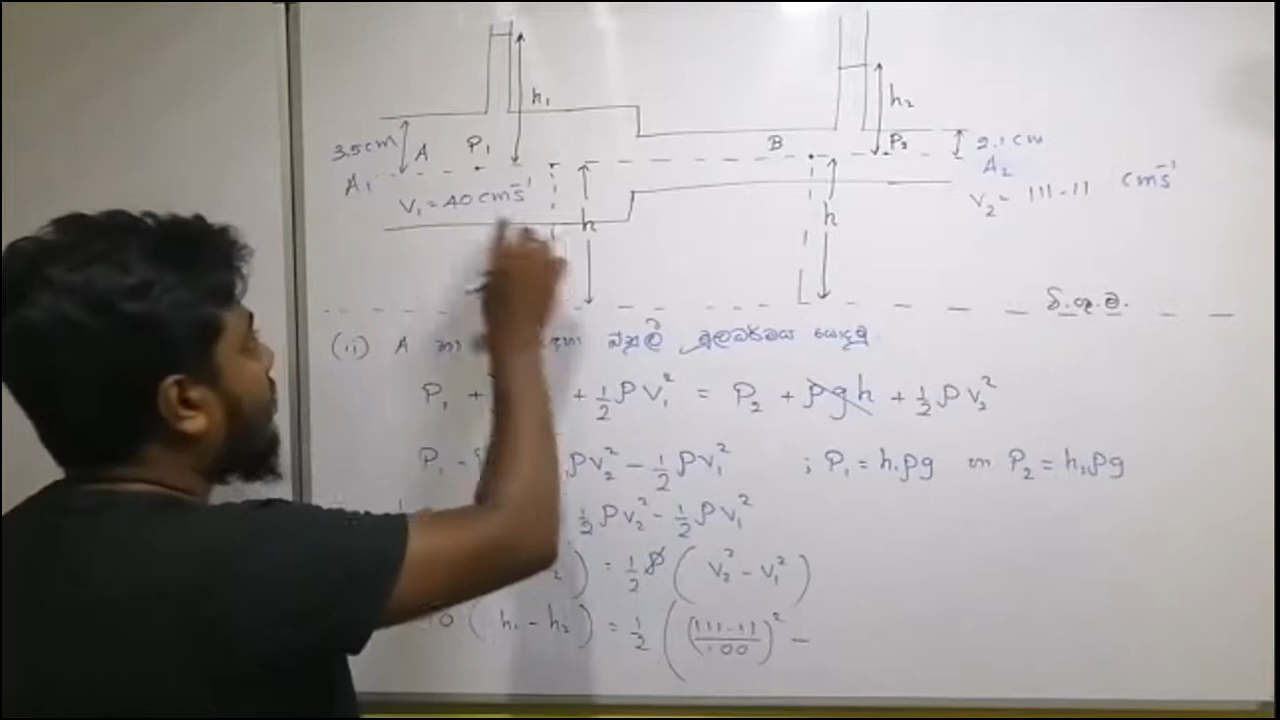 h₁
h₂
3.5cm
A
P₁
B
P₂
2.1cm
A₁
A₂
V₁ = 40 cms⁻¹
V₂ = 111.11 cms⁻¹
h
h
(ii) A
P₁ + + ½ρV₁² = P₂ + ρgh + ½ρV₂²
P₁ - ρV₂² - ½ρV₁² ; P₁ = h₁ρg P₂ = h₂ρg
½ρV₂² - ½ρV₁²
₂) = ½ρ(V₂² - V₁²)
10(h₁ - h₂) = ½((111.11/100)² -